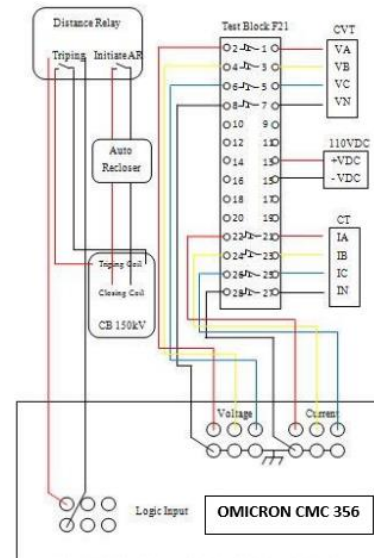 Distance Relay
Triping InitiateAR
Auto
Recloser
Triping Coil
Closing Coil
CB 150kV
Test Block F21
2 1
4 3
6 5
8 7
10 9
12 11
14 13
16 15
18 17
20 19
22 21
24 23
26 25
28 27
CVT
VA
VB
VC
VN
110VDC
+VDC
- VDC
CT
IA
IB
IC
IN
Voltage Current
Logic Input
OMICRON CMC 356